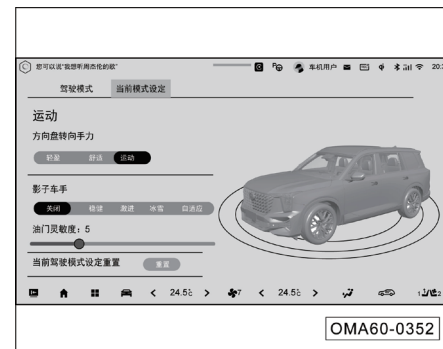 您可以说"我想听周杰伦的歌"
车机用户
20:
驾驶模式 当前模式设定
运动
方向盘转向手力
轻盈 舒适 运动
影子车手
关闭 稳健 激进 冰雪 自适应
油门灵敏度：5
当前驾驶模式设定重置 重置
24.5 7 24.5
OMA60-0352